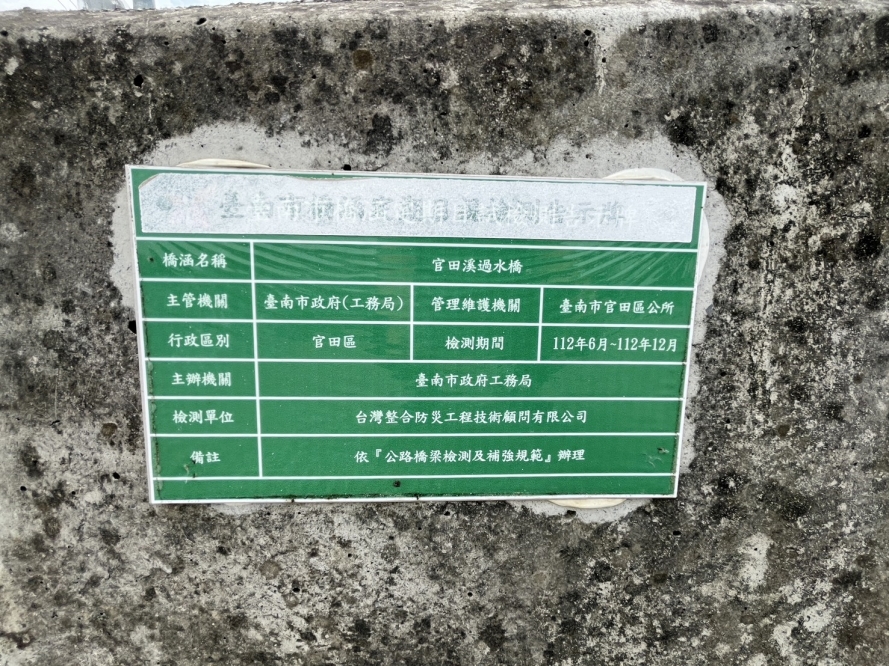 臺南市
檢測告示牌
橋涵名稱 官田溪過水橋
主管機關 臺南市政府(工務局) 管理維護機關 臺南市官田區公所
行政區別 官田區 檢測期間 112年6月~112年12月
主辦機關 臺南市政府工務局
檢測單位 台灣整合防災工程技術顧問有限公司
備註 依『公路橋梁檢測及補強規範』辦理